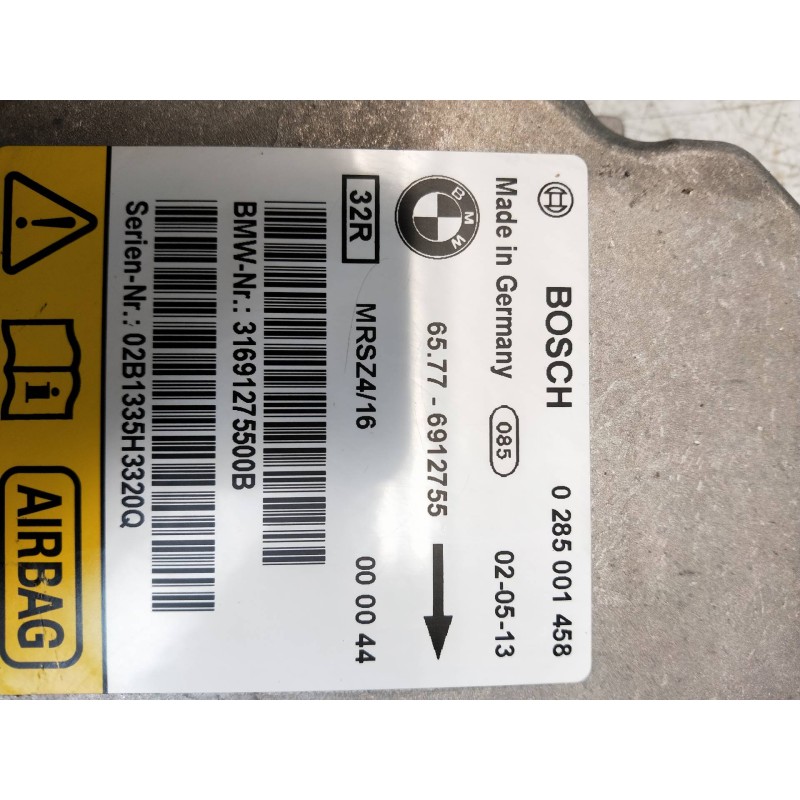 BOSCH 0 285 001 458
Made in Germany 085 02-05-13
BMW 65.77 - 6912755
32R MRSZ4/16 00 00 44
BMW-Nr.: 31691275500B
Serien-Nr.: 02B1335H3320Q
i AIRBAG